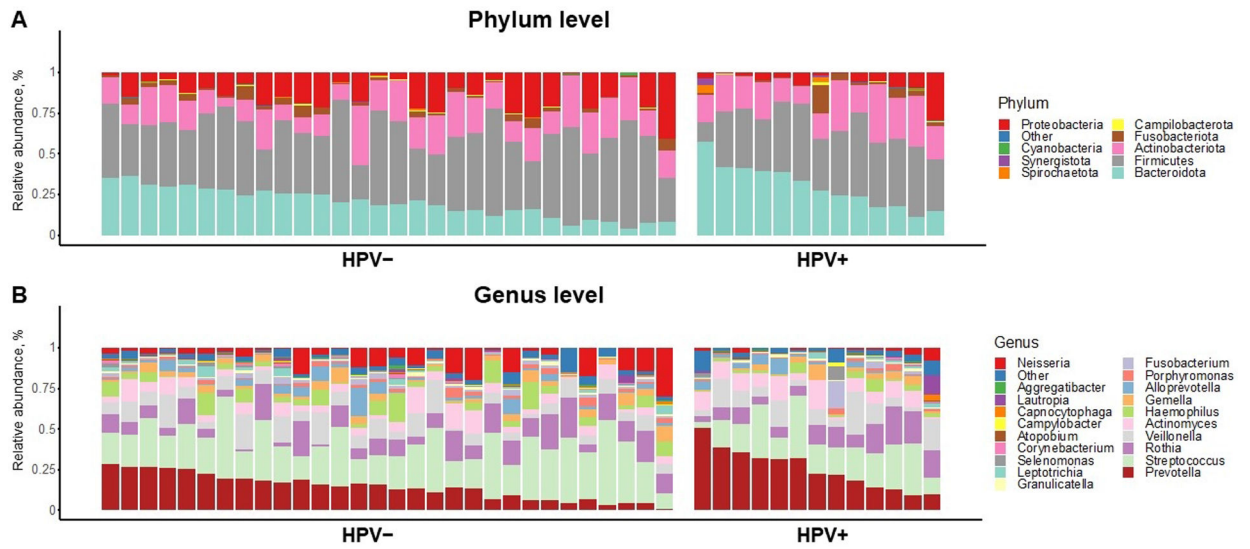 A
Phylum level
Relative abundance, %
1
0.75
0.5
0.25
0
HPV− HPV+
Phylum
Proteobacteria Campilobacterota
Other Fusobacteriota
Cyanobacteria Actinobacteriota
Synergistota Firmicutes
Spirochaetota Bacteroidota
B
Genus level
Relative abundance, %
1
0.75
0.5
0.25
0
HPV− HPV+
Genus
Neisseria Fusobacterium
Other Porphyromonas
Aggregatibacter Alloprevotella
Lautropia Gemella
Capnocytophaga Haemophilus
Campylobacter Actinomyces
Atopobium Veillonella
Corynebacterium Rothia
Selenomonas Streptococcus
Leptotrichia Prevotella
Granulicatella